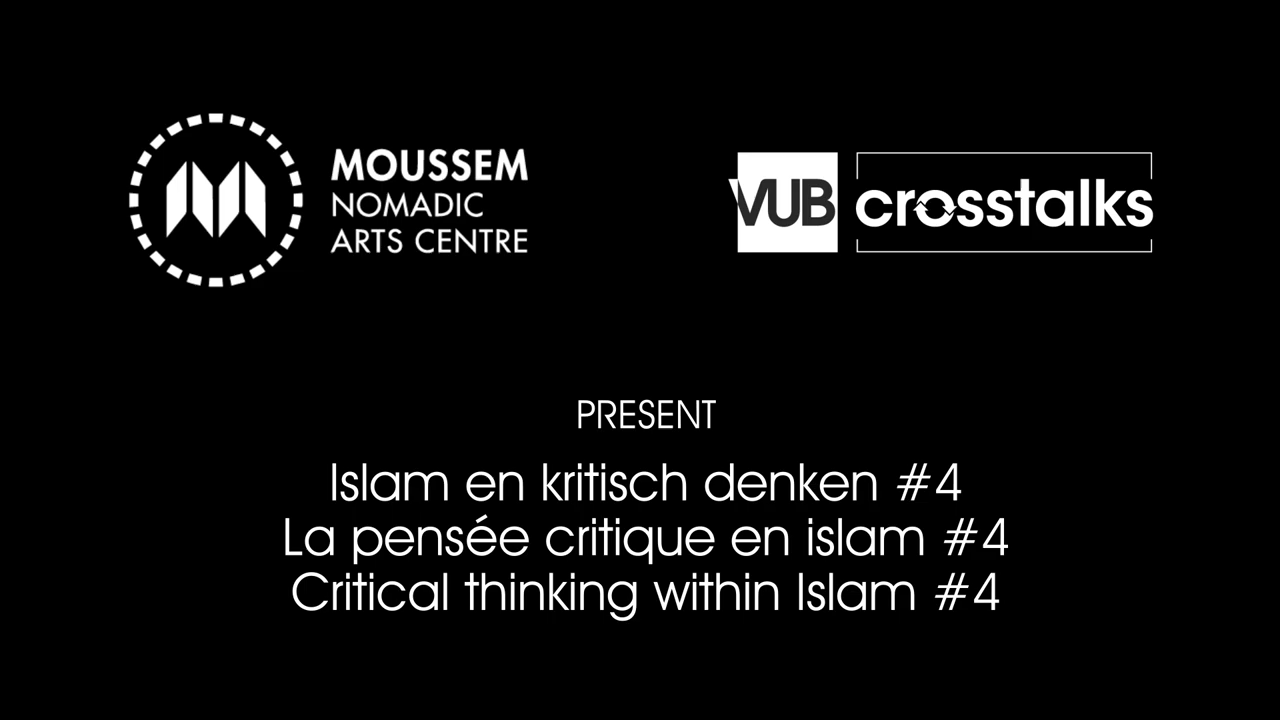 MOUSSEM
NOMADIC
ARTS CENTRE
VUB crosstalks
PRESENT
Islam en kritisch denken #4
La pensée critique en islam #4
Critical thinking within Islam #4